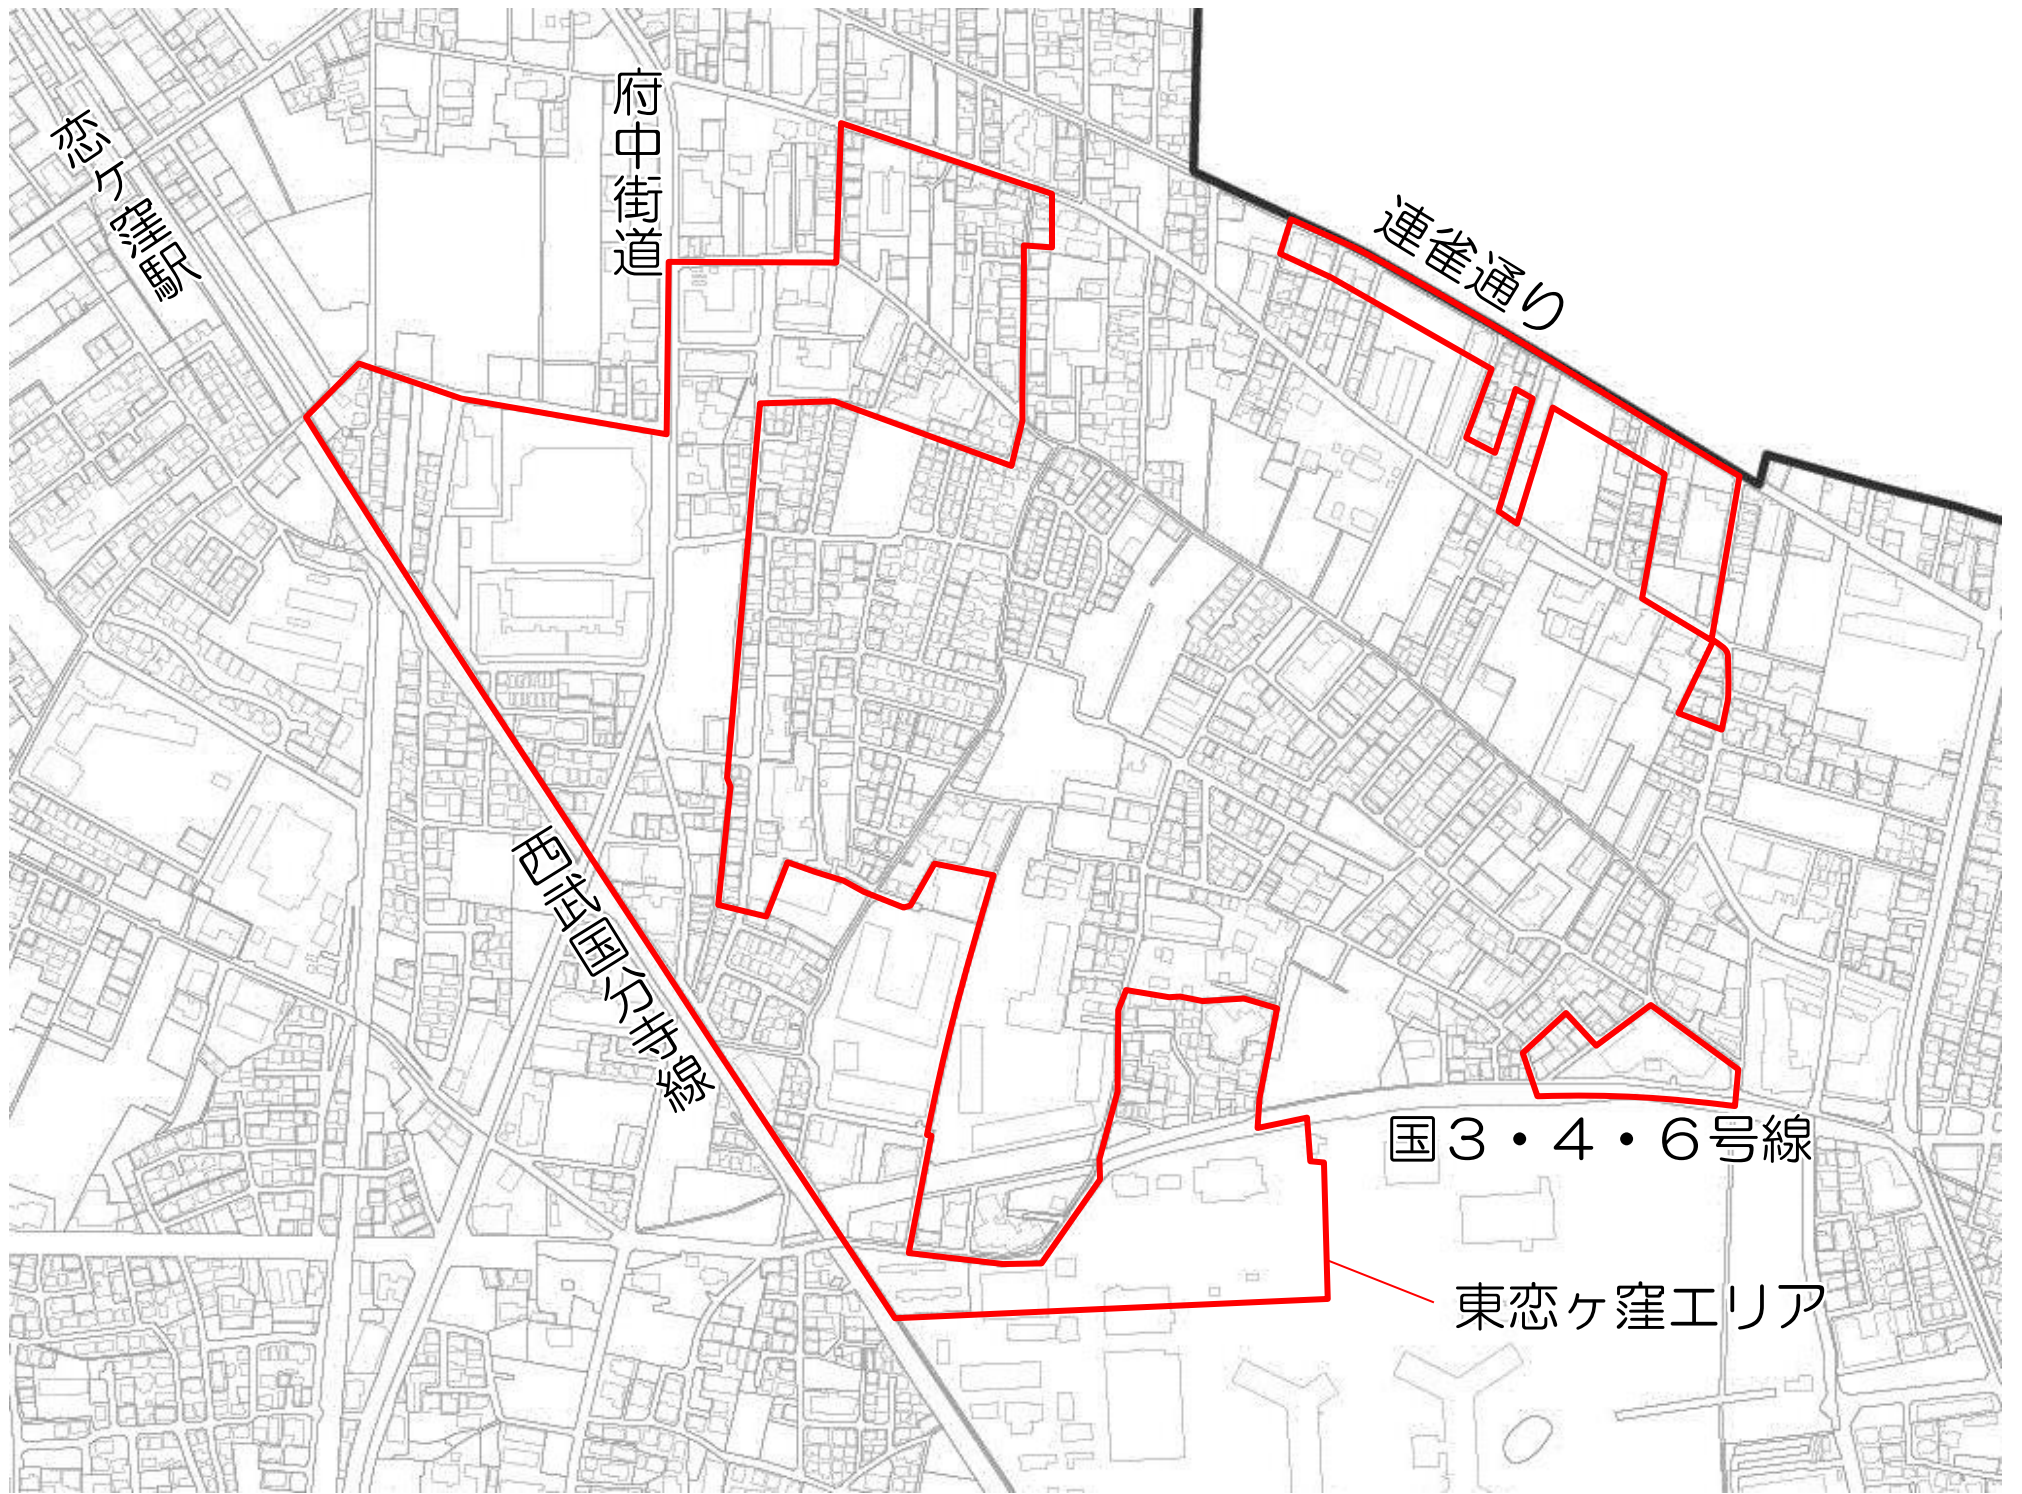 恋ヶ窪駅
府中街道
連雀通り
西武国分寺線
国３・４・６号線
東恋ヶ窪エリア